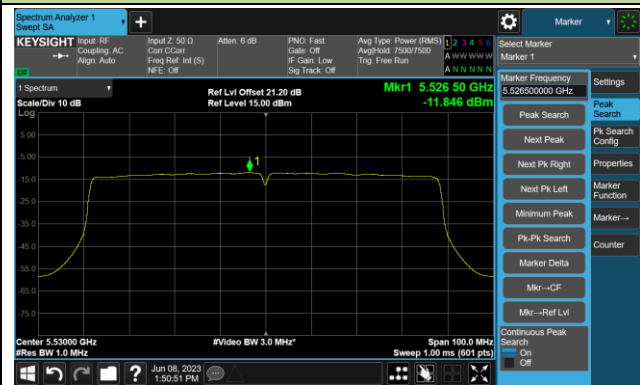 Spectrum Analyzer 1
Swept SA
+
Marker
KEYSIGHT
Input: RF
Coupling: AC
Align: Auto
Input Z: 50 Ω
Corr CCorr
Freq Ref: Int (S)
NFE: Off
Atten: 6 dB
PNO: Fast
Gate: Off
IF Gain: Low
Sig Track: Off
Avg Type: Power (RMS)
Avg|Hold: 7500/7500
Trig: Free Run
1 2 3 4 5 6
A W W W W W
A N N N N N
LXI
Select Marker
Marker 1
1 Spectrum
Scale/Div 10 dB
Log
Ref Lvl Offset 21.20 dB
Ref Level 15.00 dBm
Mkr1 5.526 50 GHz
-11.846 dBm
5.00
-5.00
-15.0
-25.0
-35.0
-45.0
-55.0
-65.0
-75.0
1
Center 5.53000 GHz
#Res BW 1.0 MHz
#Video BW 3.0 MHz*
Span 100.0 MHz
Sweep 1.00 ms (601 pts)
Marker Frequency
5.526500000 GHz
Peak Search
Next Peak
Next Pk Right
Next Pk Left
Minimum Peak
Pk-Pk Search
Marker Delta
Mkr→CF
Mkr→Ref Lvl
Continuous Peak
Search
On
Off
Settings
Peak
Search
Pk Search
Config
Properties
Marker
Function
Marker→
Counter
?
Jun 08, 2023
1:50:51 PM